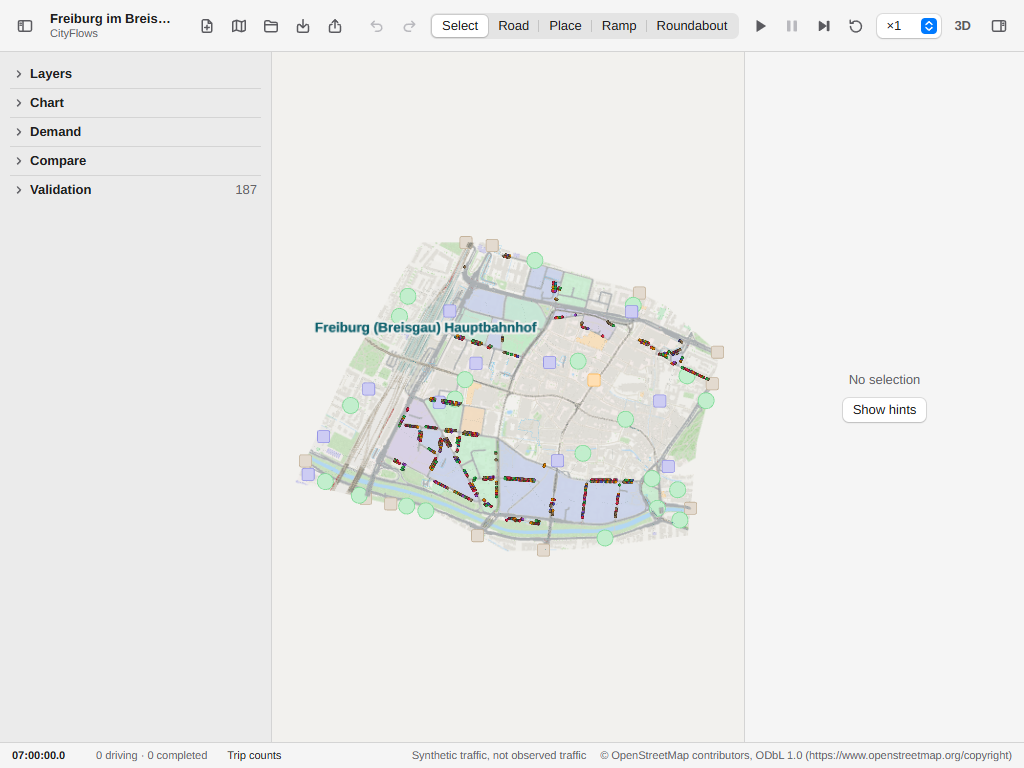 Freiburg im Breis...
CityFlows
Select
Road
Place
Ramp
Roundabout
×1
3D
Layers
Chart
Demand
Compare
Validation
187
Freiburg (Breisgau) Hauptbahnhof
No selection
Show hints
07:00:00.0
0 driving · 0 completed
Trip counts
Synthetic traffic, not observed traffic
© OpenStreetMap contributors, ODbL 1.0 (https://www.openstreetmap.org/copyright)